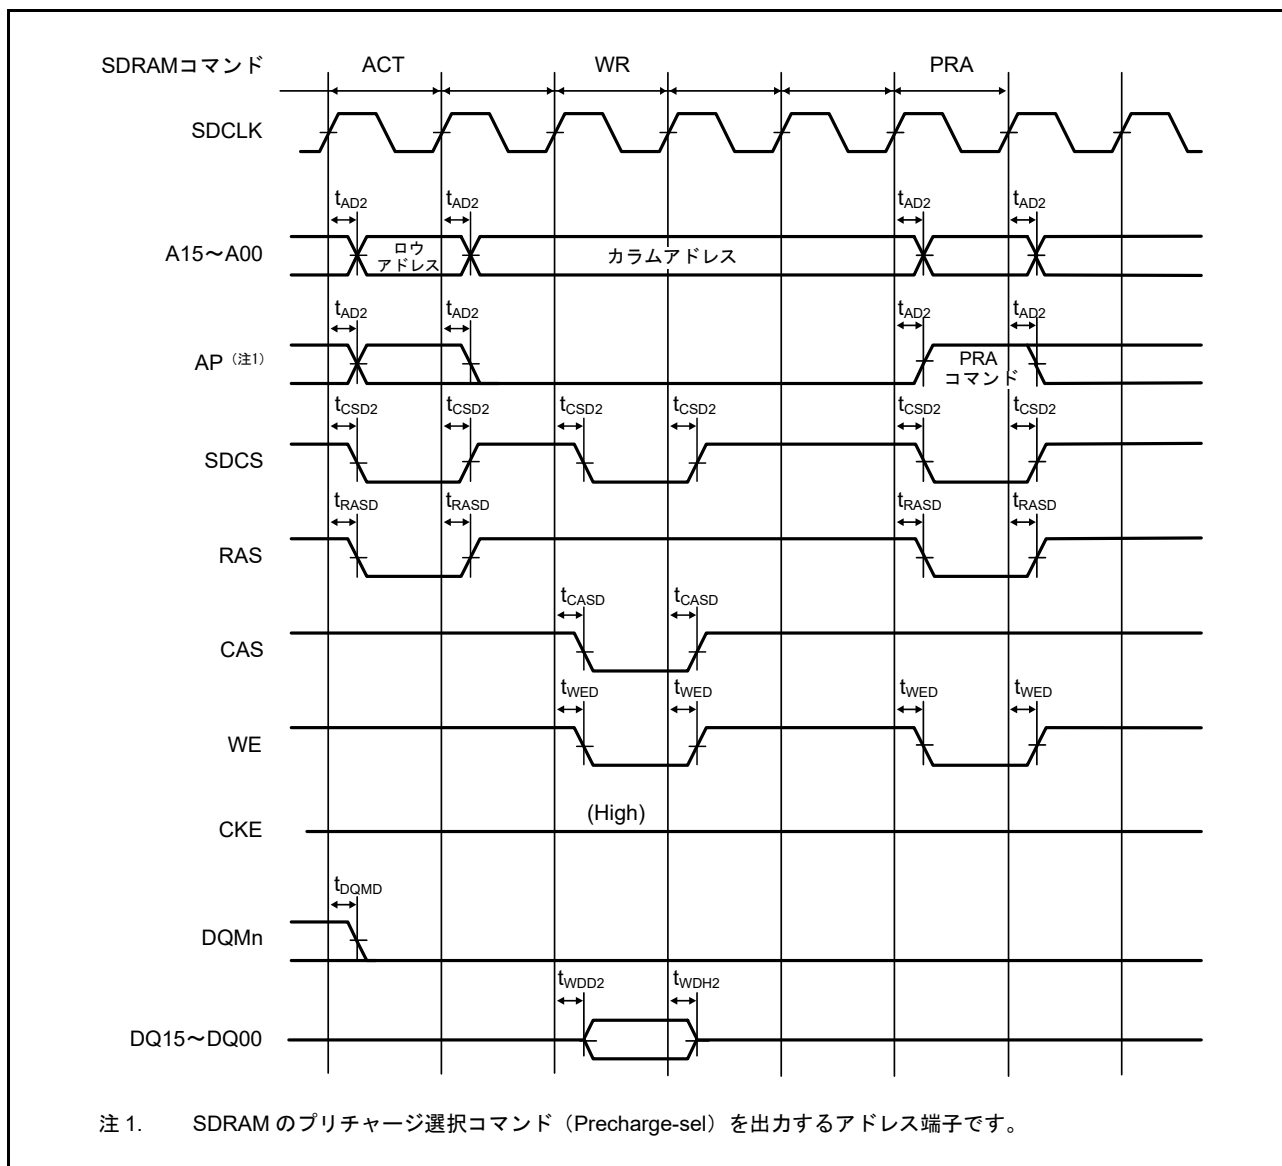 SDRAMコマンド ACT WR PRA
SDCLK
tAD2 tAD2 tAD2 tAD2
A15～A00 ロウ アドレス カラムアドレス
tAD2 tAD2 tAD2 tAD2
AP（注1） PRA コマンド
tCSD2 tCSD2 tCSD2 tCSD2 tCSD2 tCSD2
SDCS
tRASD tRASD tRASD tRASD
RAS
tCASD tCASD
CAS
tWED tWED tWED tWED
WE
(High)
CKE
tDQMD
DQMn
tWDD2 tWDH2
DQ15～DQ00
注 1. SDRAM のプリチャージ選択コマンド（Precharge-sel）を出力するアドレス端子です。